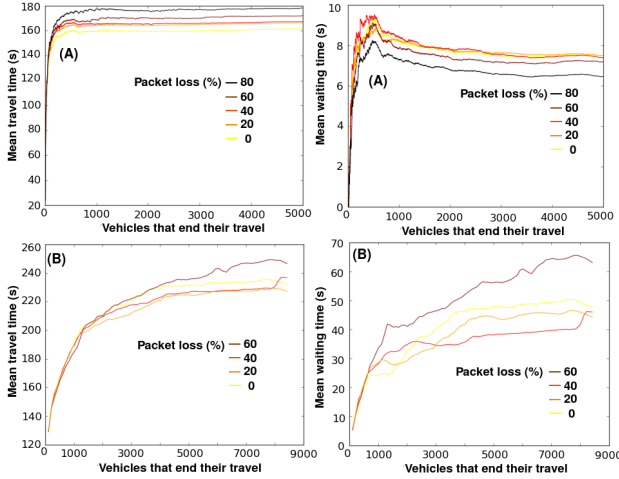 180
160
140
120
100
80
60
40
20
Mean travel time (s)
(A)
Packet loss (%)
80
60
40
20
0
0 1000 2000 3000 4000 5000
Vehicles that end their travel
10
8
6
4
2
0
Mean waiting time (s)
(A)
Packet loss (%)
80
60
40
20
0
0 1000 2000 3000 4000 5000
Vehicles that end their travel
260
240
220
200
180
160
140
120
Mean travel time (s)
(B)
Packet loss (%)
60
40
20
0
0 1000 3000 5000 7000 9000
Vehicles that end their travel
70
60
50
40
30
20
10
0
Mean waiting time (s)
(B)
Packet loss (%)
60
40
20
0
0 1000 3000 5000 7000 9000
Vehicles that end their travel